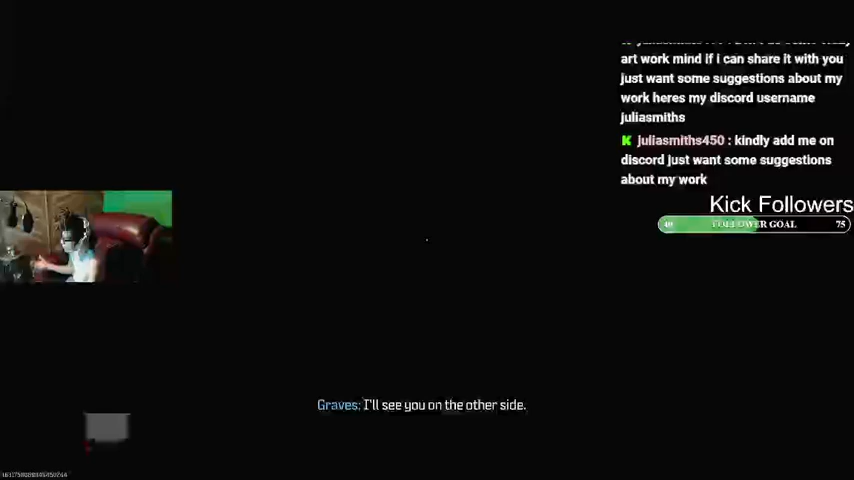 art work mind if i can share it with you
just want some suggestions about my
work heres my discord username
juliasmiths
juliasmiths450 : kindly add me on
discord just want some suggestions
about my work
Kick Followers
FOLLOWER GOAL 75
Graves: I'll see you on the other side.